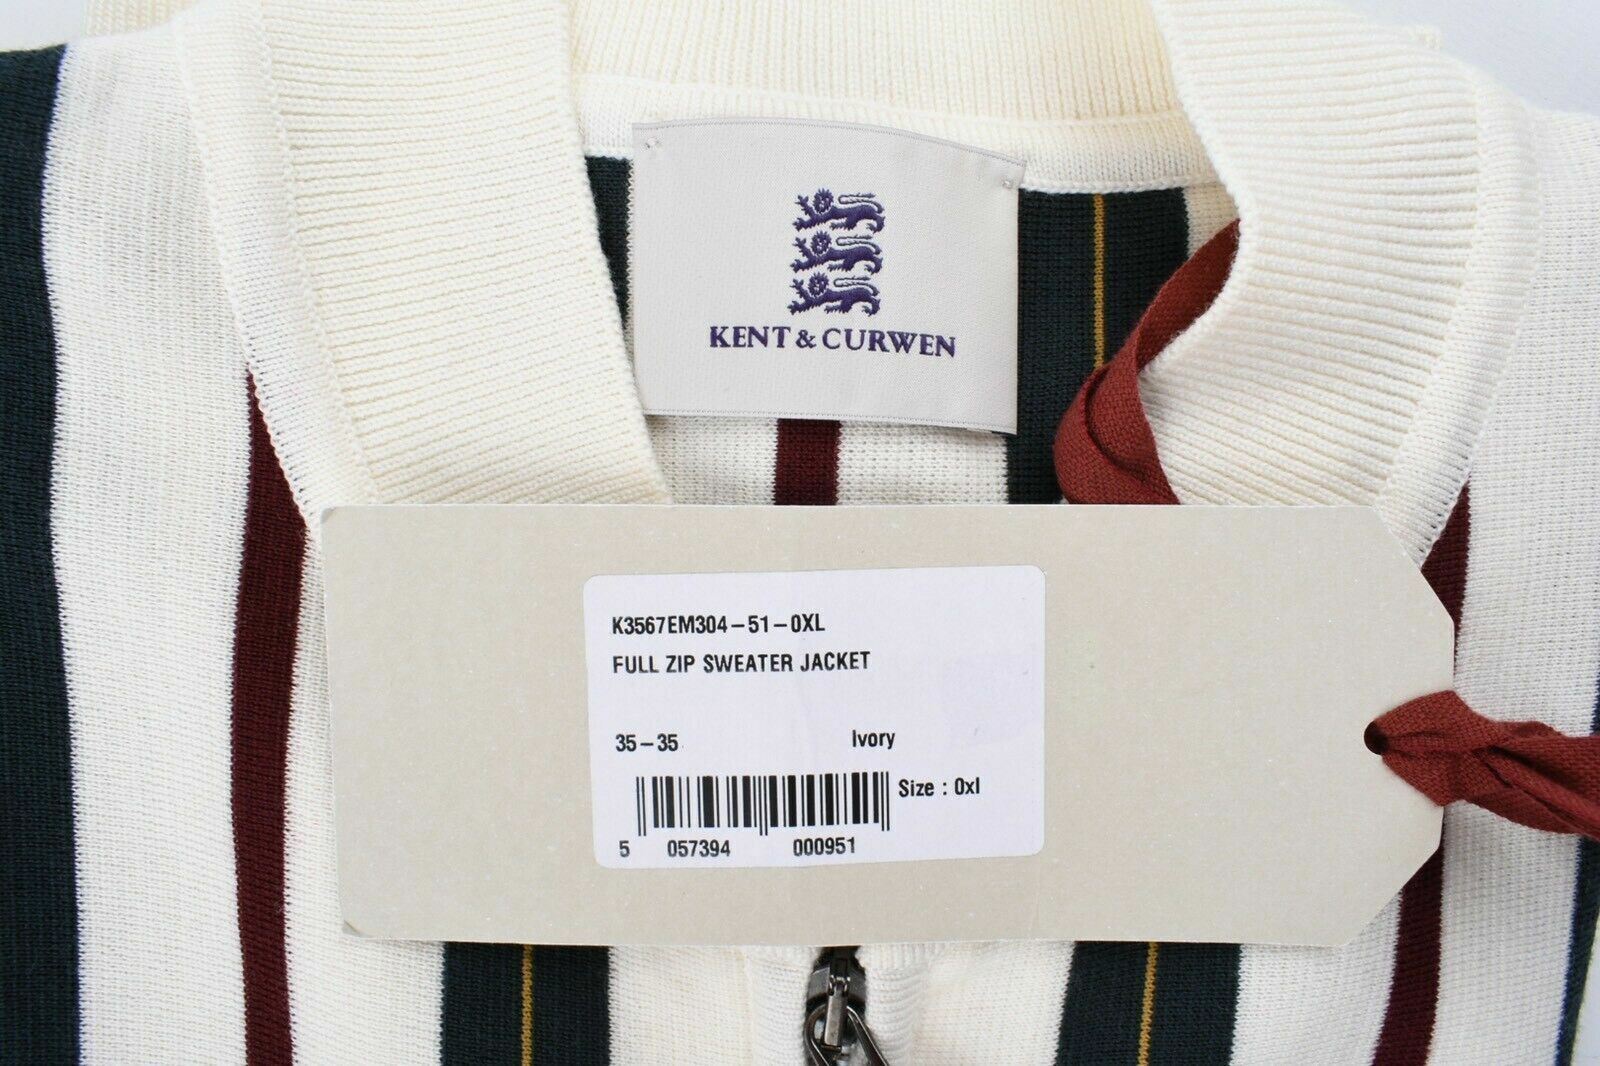 KENT & CURWEN
K3567EM304-51-0XL
FULL ZIP SWEATER JACKET
35-35 Ivory
Size : 0xl
5 057394 000951